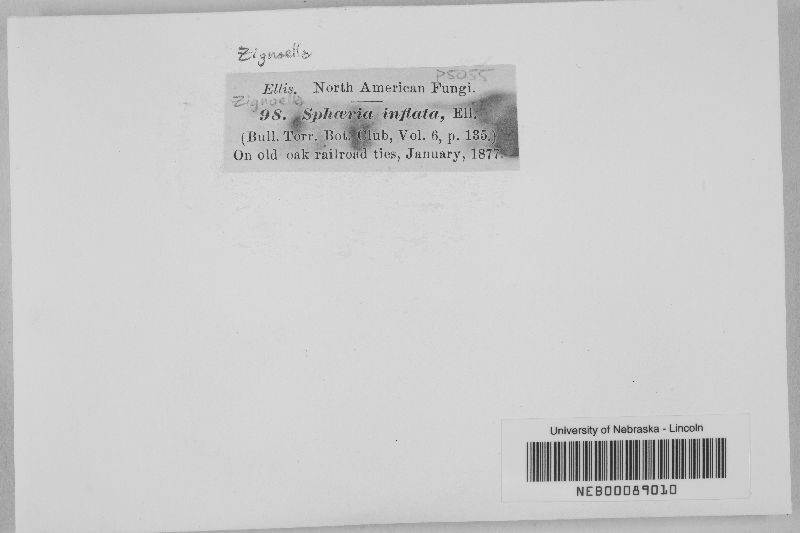 Zignoella
P5055
Ellis. North American Fungi.
Zignoella
98. Sphæria inflata, Ell.
(Bull. Torr. Bot. Club, Vol. 6, p. 135.)
On old oak railroad ties, January, 1877.
University of Nebraska - Lincoln
NEB00089010